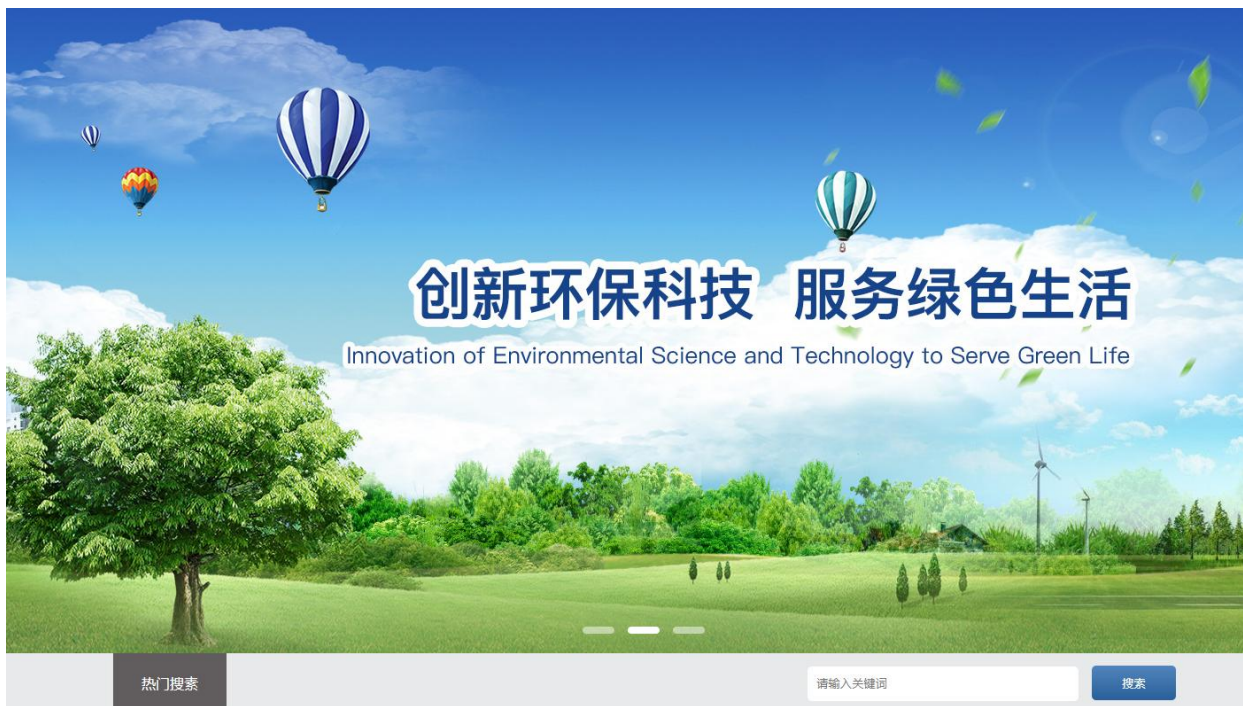 创新环保科技 服务绿色生活
Innovation of Environmental Science and Technology to Serve Green Life
热门搜素
请输入关键词
搜索